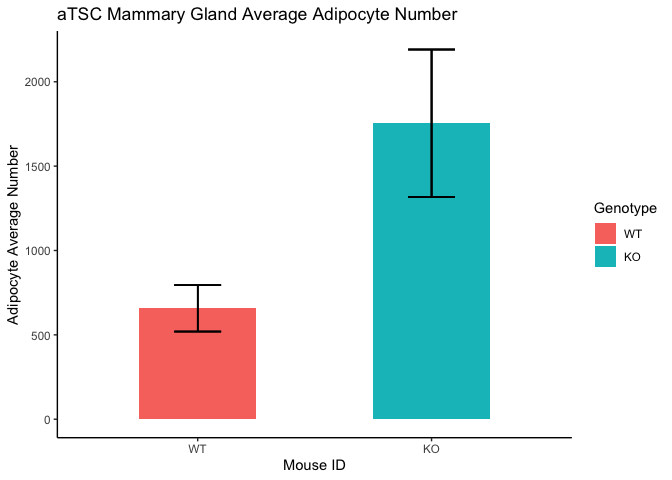 aTSC Mammary Gland Average Adipocyte Number
Adipocyte Average Number
2000
1500
1000
500
0
WT
KO
Mouse ID
Genotype
WT
KO